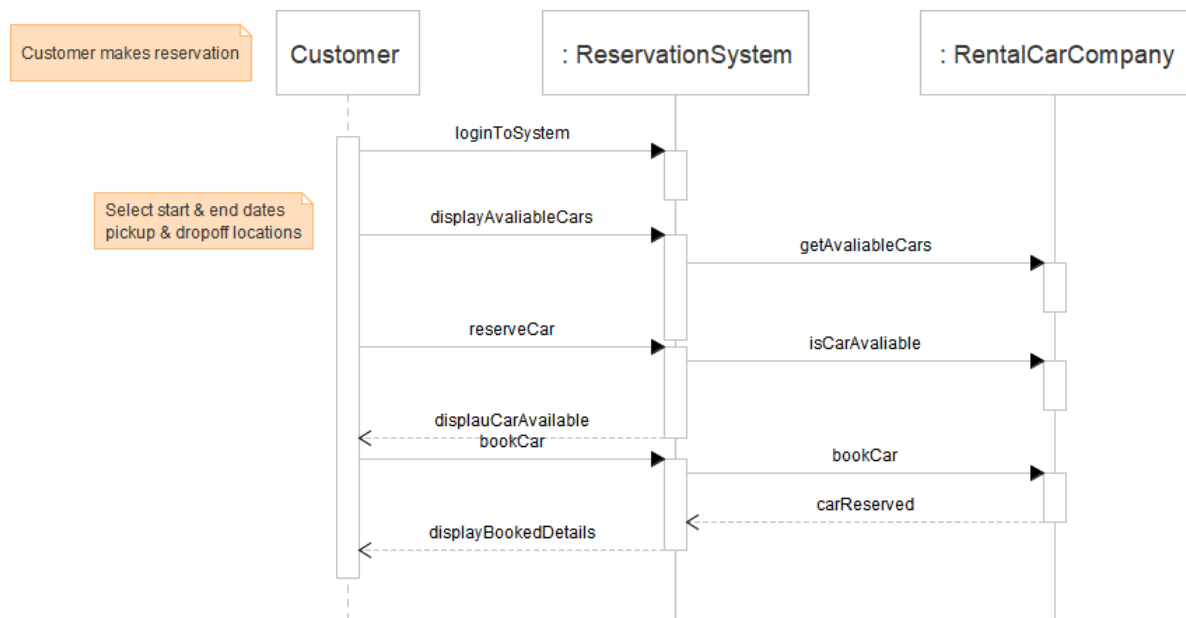 Customer makes reservation
Customer
: ReservationSystem
: RentalCarCompany
loginToSystem
Select start & end dates
pickup & dropoff locations
displayAvaliableCars
getAvaliableCars
reserveCar
isCarAvaliable
displauCarAvailable
bookCar
bookCar
carReserved
displayBookedDetails